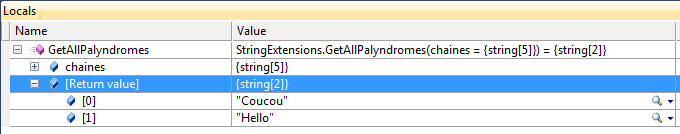 Locals
Name Value
GetAllPalyndromes StringExtensions.GetAllPalyndromes(chaines = {string[5]}) = {string[2]}
chaines {string[5]}
[Return value] {string[2]}
[0] "Coucou"
[1] "Hello"